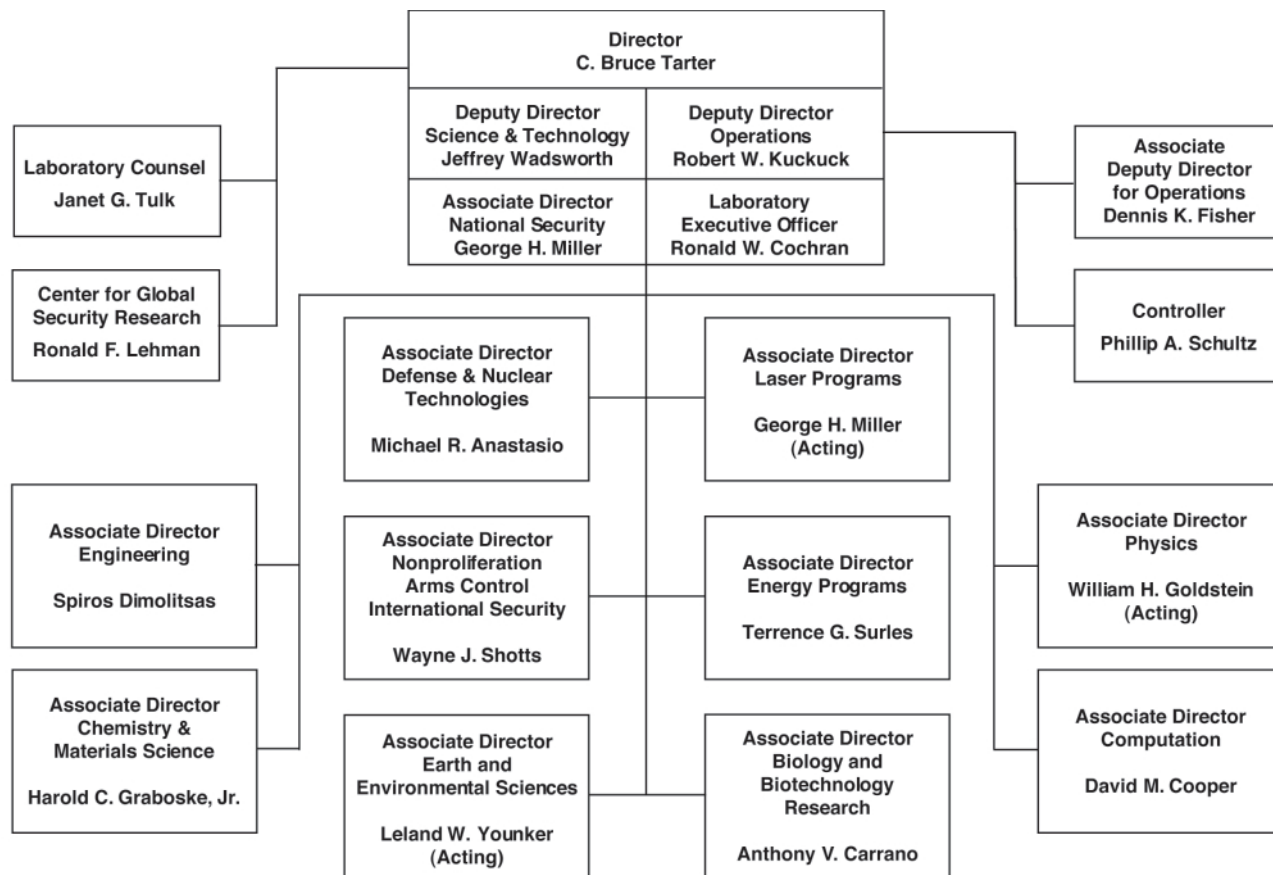 Director
C. Bruce Tarter
Deputy Director
Science & Technology
Jeffrey Wadsworth
Deputy Director
Operations
Robert W. Kuckuck
Associate Director
National Security
George H. Miller
Laboratory
Executive Officer
Ronald W. Cochran
Laboratory Counsel
Janet G. Tulk
Center for Global
Security Research
Ronald F. Lehman
Associate
Deputy Director
for Operations
Dennis K. Fisher
Controller
Phillip A. Schultz
Associate Director
Defense & Nuclear
Technologies
Michael R. Anastasio
Associate Director
Laser Programs
George H. Miller
(Acting)
Associate Director
Engineering
Spiros Dimolitsas
Associate Director
Nonproliferation
Arms Control
International Security
Wayne J. Shotts
Associate Director
Energy Programs
Terrence G. Surles
Associate Director
Physics
William H. Goldstein
(Acting)
Associate Director
Chemistry &
Materials Science
Harold C. Graboske, Jr.
Associate Director
Earth and
Environmental Sciences
Leland W. Younker
(Acting)
Associate Director
Biology and
Biotechnology
Research
Anthony V. Carrano
Associate Director
Computation
David M. Cooper